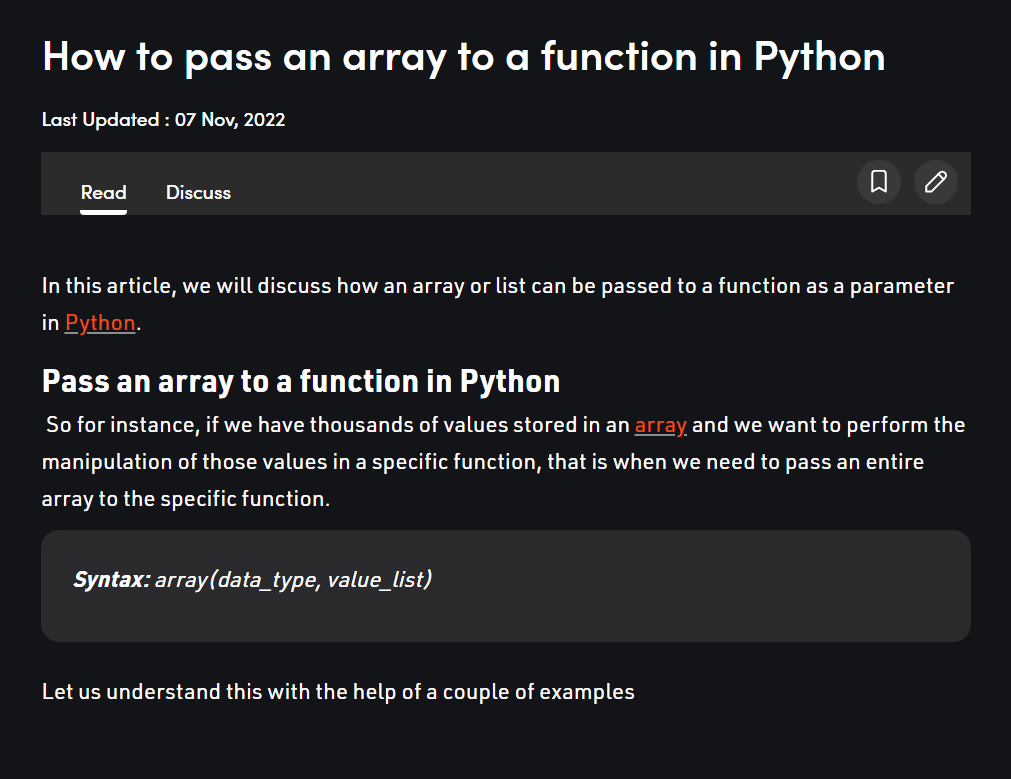 How to pass an array to a function in Python
Last Updated : 07 Nov, 2022
Read Discuss
In this article, we will discuss how an array or list can be passed to a function as a parameter
in Python.
Pass an array to a function in Python
So for instance, if we have thousands of values stored in an array and we want to perform the
manipulation of those values in a specific function, that is when we need to pass an entire
array to the specific function.
Syntax: array(data_type, value_list)
Let us understand this with the help of a couple of examples